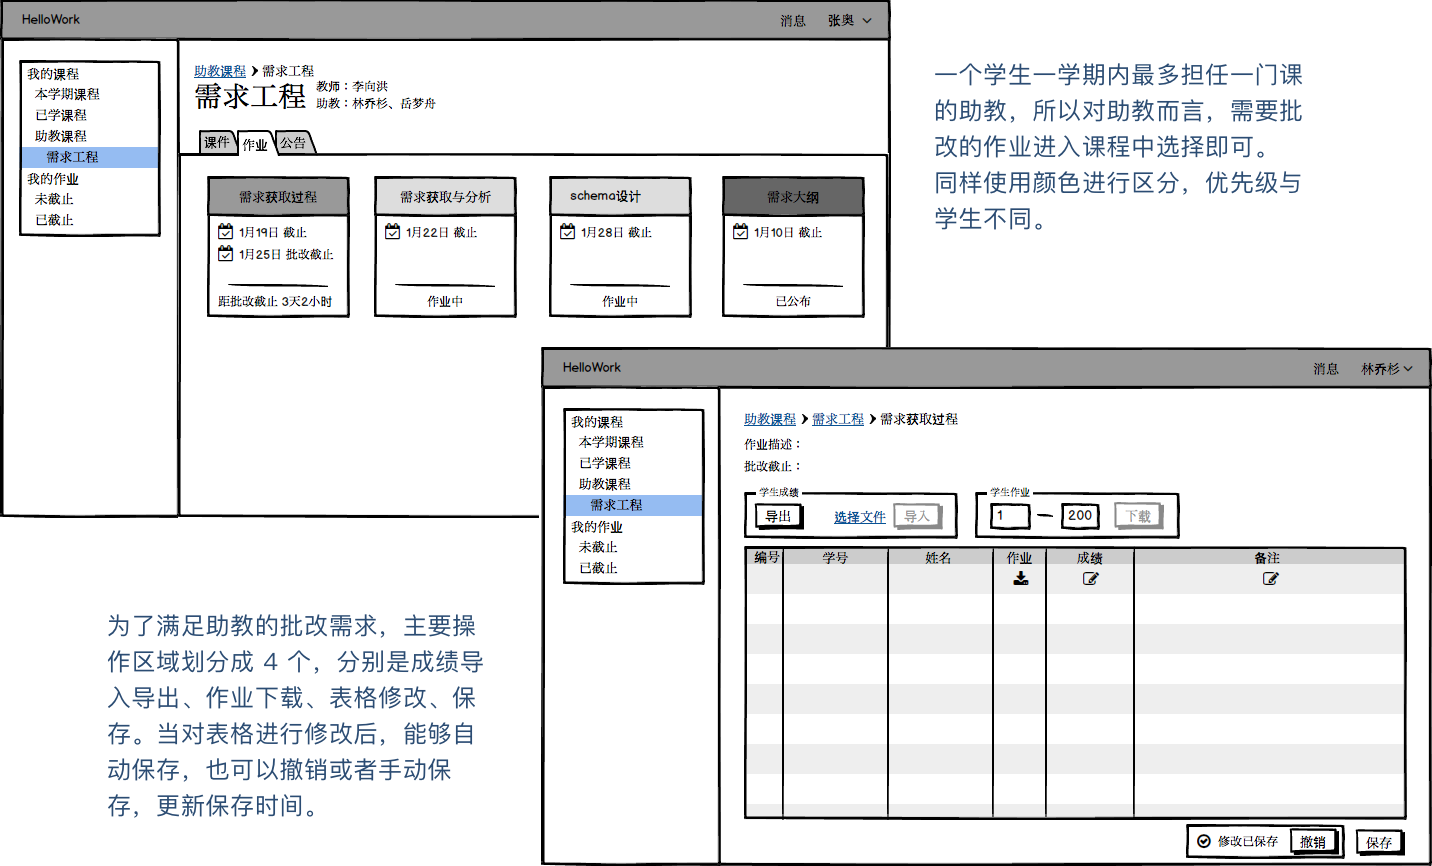 HelloWork
消息
张奥
我的课程
本学期课程
已学课程
助教课程
需求工程
我的作业
未截止
已截止
助教课程 需求工程
需求工程
教师：李向洪
助教：林乔杉、岳梦舟
课件 作业 公告
需求获取过程
1月19日 截止
1月25日 批改截止
距批改截止 3天2小时
需求获取与分析
1月22日 截止
作业中
schema设计
1月28日 截止
作业中
需求大纲
1月10日 截止
已公布
一个学生一学期内最多担任一门课
的助教，所以对助教而言，需要批
改的作业进入课程中选择即可。
同样使用颜色进行区分，优先级与
学生不同。
为了满足助教的批改需求，主要操
作区域划分成 4 个，分别是成绩导
入导出、作业下载、表格修改、保
存。当对表格进行修改后，能够自
动保存，也可以撤销或者手动保
存，更新保存时间。
HelloWork
消息
林乔杉
我的课程
本学期课程
已学课程
助教课程
需求工程
我的作业
未截止
已截止
助教课程 需求工程 需求获取过程
作业描述：
批改截止：
学生成绩
导出 选择文件 导入
学生作业
1 — 200 下载
编号 学号 姓名 作业 成绩 备注
修改已保存 撤销 保存